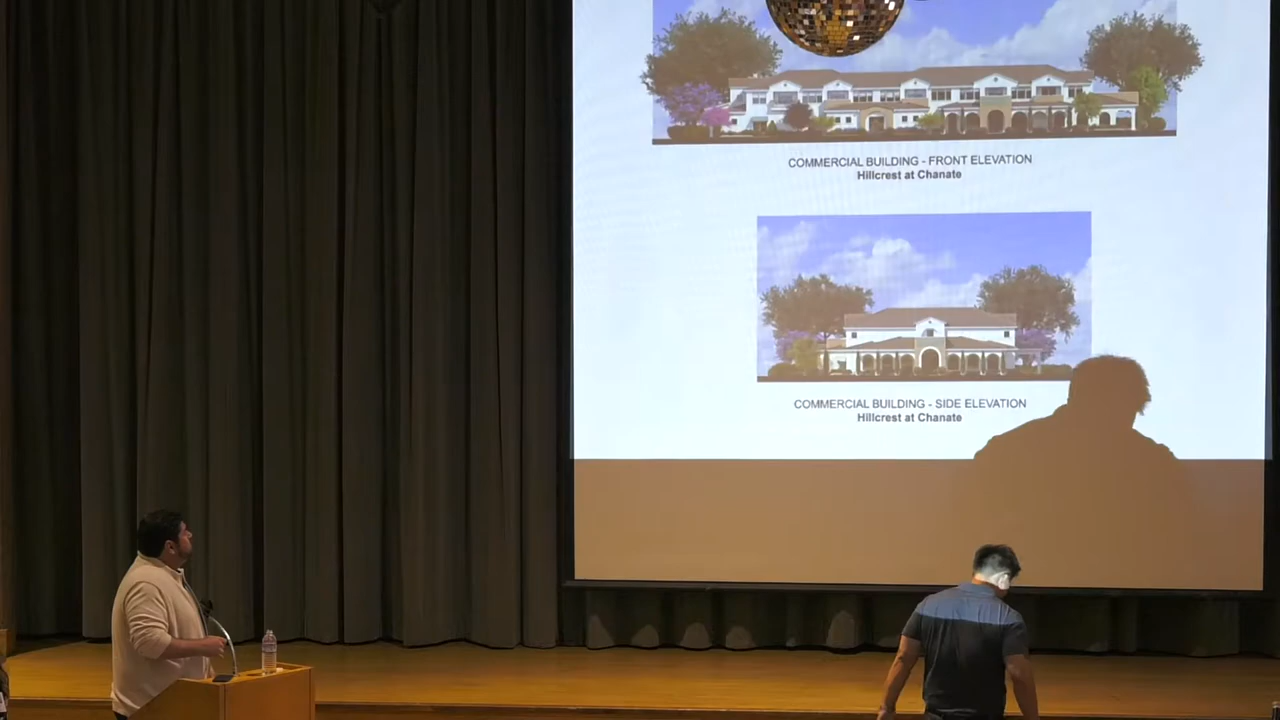 COMMERCIAL BUILDING - FRONT ELEVATION
Hillcrest at Chanate
COMMERCIAL BUILDING - SIDE ELEVATION
Hillcrest at Chanate